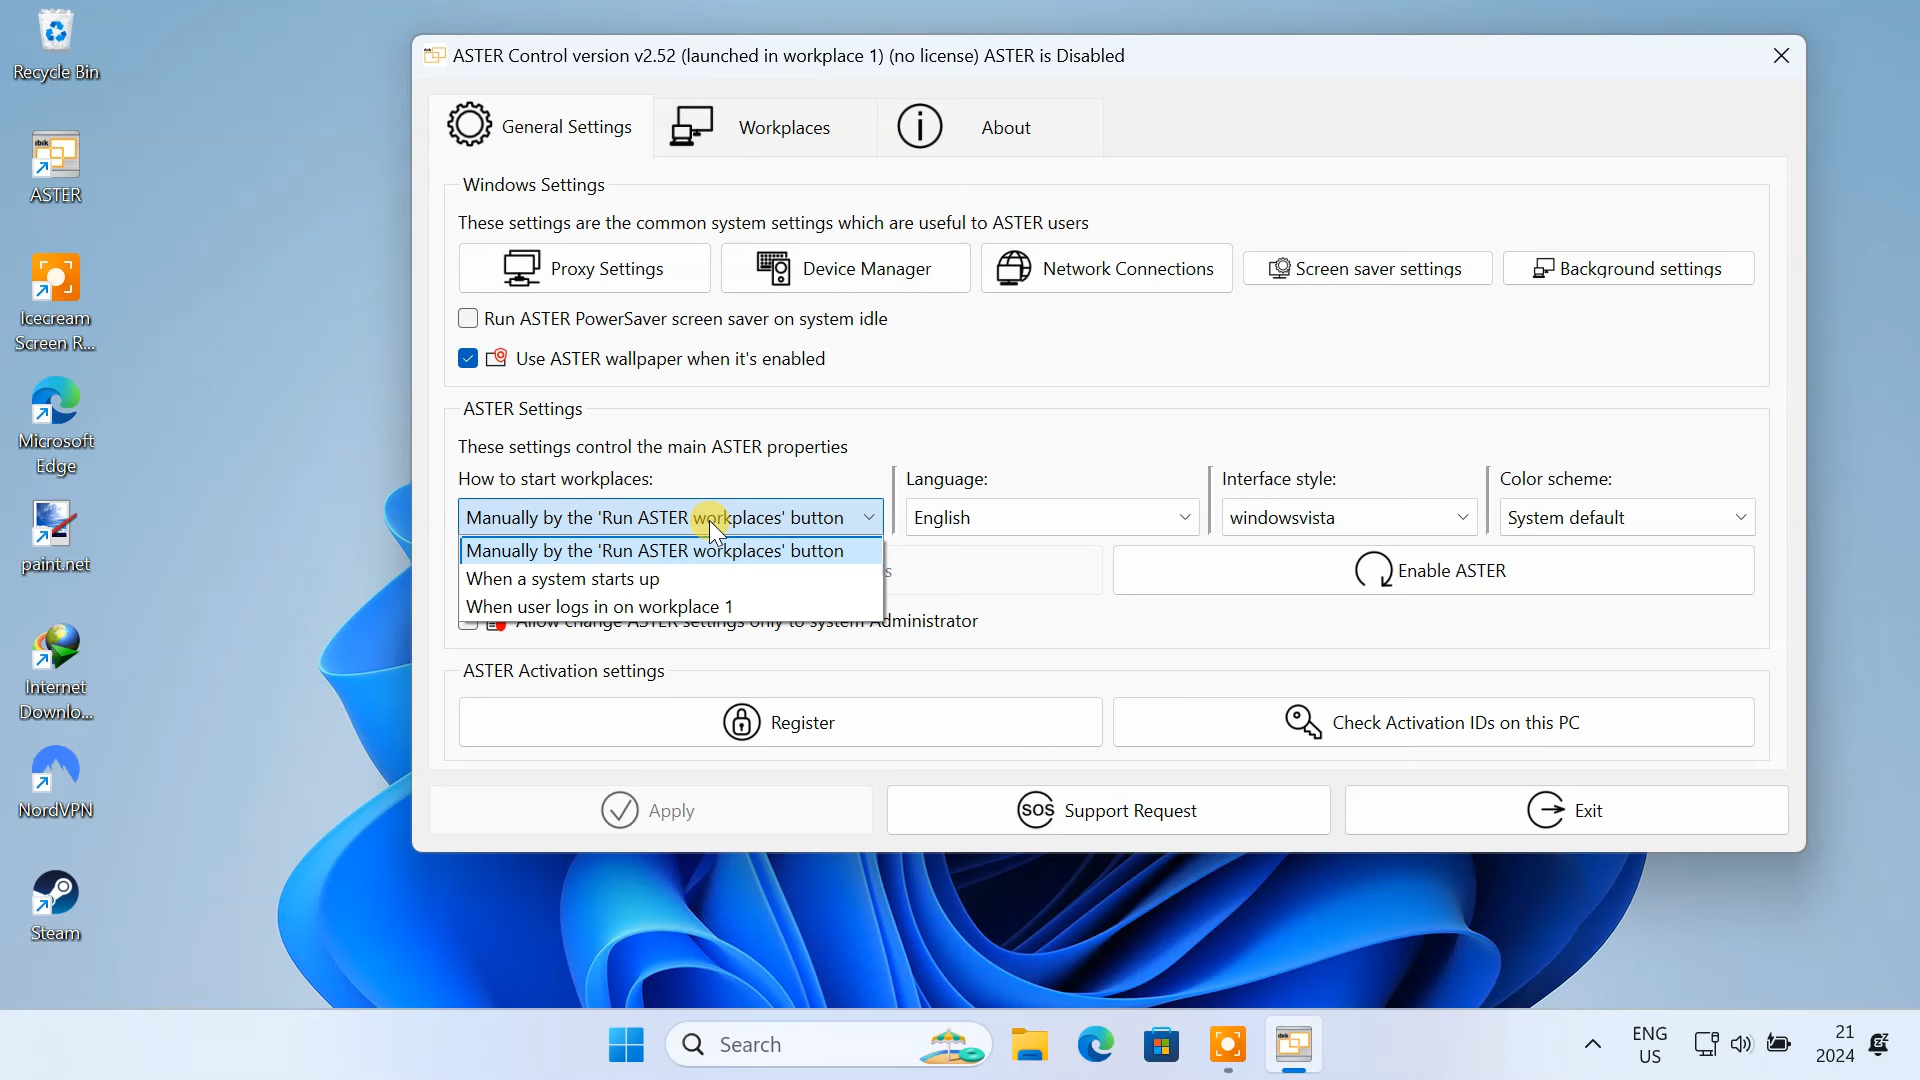 Recycle Bin
ASTER
Icecream
Screen R...
Microsoft
Edge
paint.net
Internet
Downlo...
NordVPN
Steam
ASTER Control version v2.52 (launched in workplace 1) (no license) ASTER is Disabled
General Settings
Workplaces
About
Windows Settings
These settings are the common system settings which are useful to ASTER users
Proxy Settings
Device Manager
Network Connections
Screen saver settings
Background settings
Run ASTER PowerSaver screen saver on system idle
Use ASTER wallpaper when it's enabled
ASTER Settings
These settings control the main ASTER properties
How to start workplaces:
Language:
Interface style:
Color scheme:
Manually by the 'Run ASTER workplaces' button
English
windowsvista
System default
Manually by the 'Run ASTER workplaces' button
When a system starts up
When user logs in on workplace 1
s
Enable ASTER
Allow change ASTER settings only to system Administrator
ASTER Activation settings
Register
Check Activation IDs on this PC
Apply
SOS Support Request
Exit
Search
ENG
US
21
2024